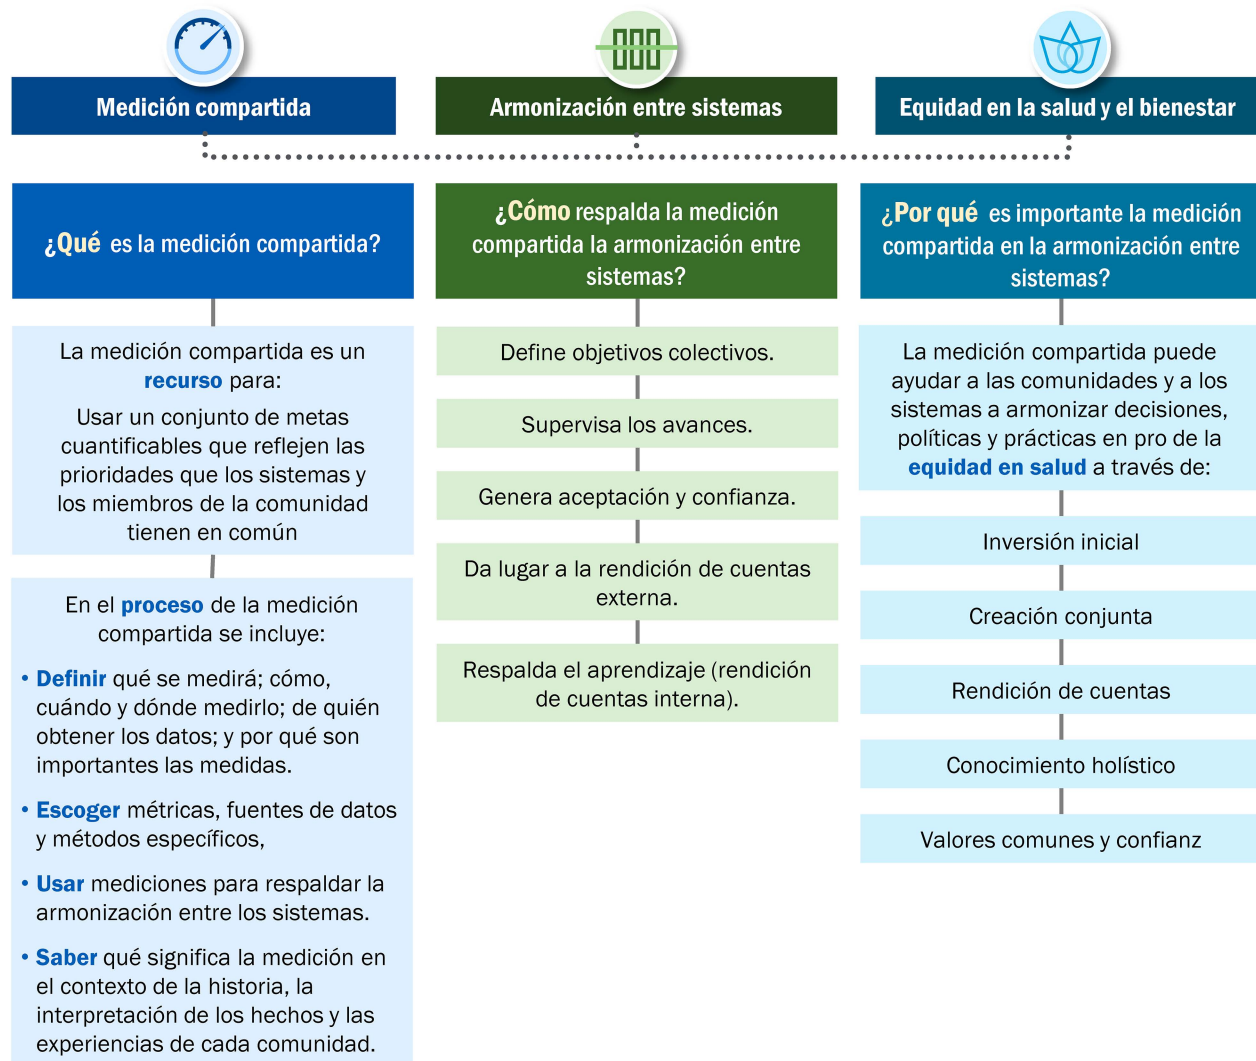 Medición compartida
Armonización entre sistemas
Equidad en la salud y el bienestar
¿Qué es la medición compartida?
La medición compartida es un
recurso para:
Usar un conjunto de metas
cuantificables que reflejen las
prioridades que los sistemas y
los miembros de la comunidad
tienen en común
En el proceso de la medición
compartida se incluye:
• Definir qué se medirá; cómo,
cuándo y dónde medirlo; de quién
obtener los datos; y por qué son
importantes las medidas.
• Escoger métricas, fuentes de datos
y métodos específicos,
• Usar mediciones para respaldar la
armonización entre los sistemas.
• Saber qué significa la medición en
el contexto de la historia, la
interpretación de los hechos y las
experiencias de cada comunidad.
¿Cómo respalda la medición
compartida la armonización entre
sistemas?
Define objetivos colectivos.
Supervisa los avances.
Genera aceptación y confianza.
Da lugar a la rendición de cuentas
externa.
Respalda el aprendizaje (rendición
de cuentas interna).
¿Por qué es importante la medición
compartida en la armonización entre
sistemas?
La medición compartida puede
ayudar a las comunidades y a los
sistemas a armonizar decisiones,
políticas y prácticas en pro de la
equidad en salud a través de:
Inversión inicial
Creación conjunta
Rendición de cuentas
Conocimiento holístico
Valores comunes y confianz